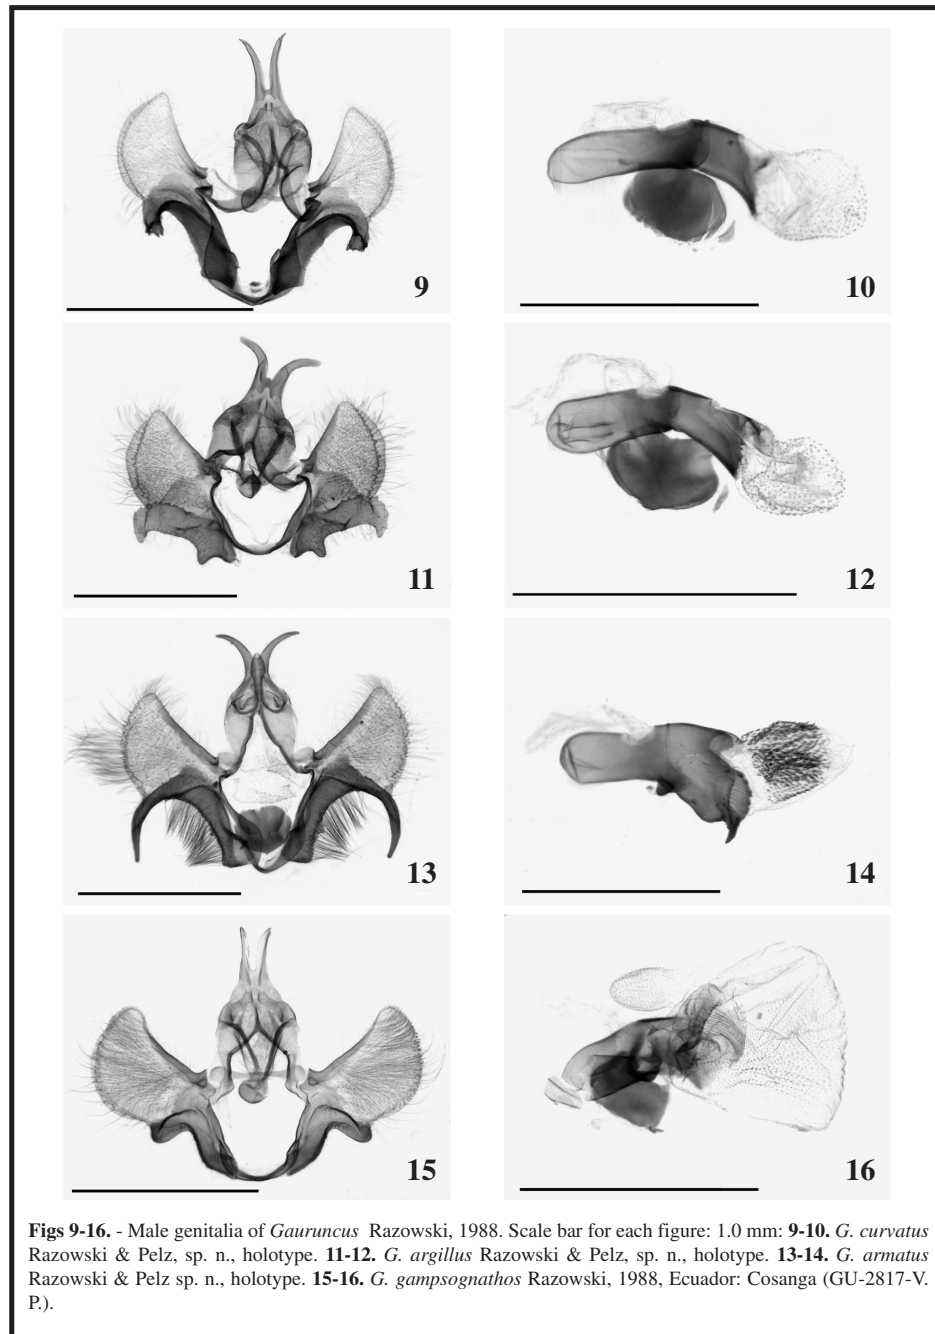 9
10
11
12
13
14
15
16
Figs 9-16. - Male genitalia of Gauruncus Razowski, 1988. Scale bar for each figure: 1.0 mm: 9-10. G. curvatus
Razowski & Pelz, sp. n., holotype. 11-12. G. argillus Razowski & Pelz, sp. n., holotype. 13-14. G. armatus
Razowski & Pelz sp. n., holotype. 15-16. G. gampsognathos Razowski, 1988, Ecuador: Cosanga (GU-2817-V.
P.).